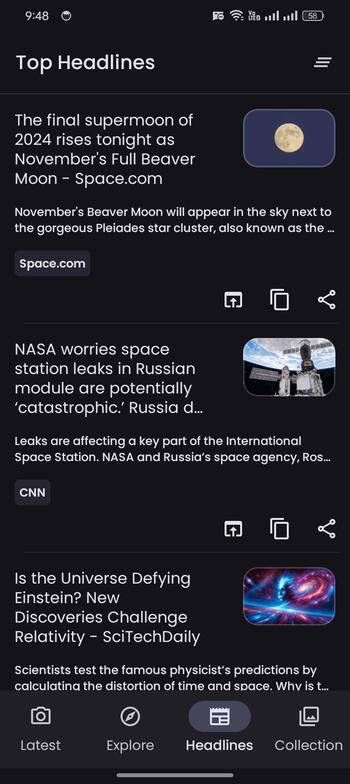 9:48
58
Top Headlines
The final supermoon of
2024 rises tonight as
November's Full Beaver
Moon - Space.com
November's Beaver Moon will appear in the sky next to
the gorgeous Pleiades star cluster, also known as the ...
Space.com
NASA worries space
station leaks in Russian
module are potentially
‘catastrophic.’ Russia d...
Leaks are affecting a key part of the International
Space Station. NASA and Russia’s space agency, Ros...
CNN
Is the Universe Defying
Einstein? New
Discoveries Challenge
Relativity - SciTechDaily
Scientists test the famous physicist’s predictions by
calculating the distortion of time and space. Why is t...
Latest
Explore
Headlines
Collection